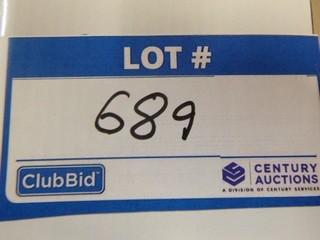 LOT #
689
ClubBid
CENTURY
AUCTIONS
A DIVISION OF CENTURY SERVICES